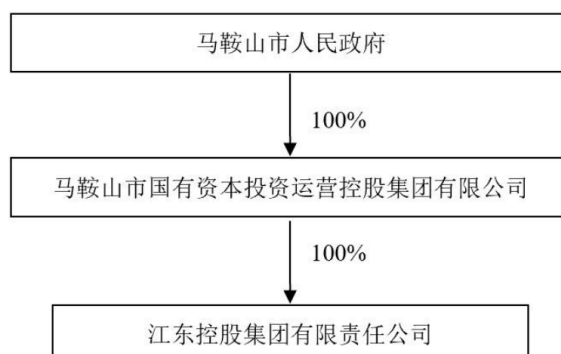 马鞍山市人民政府
100%
马鞍山市国有资本投资运营控股集团有限公司
100%
江东控股集团有限责任公司